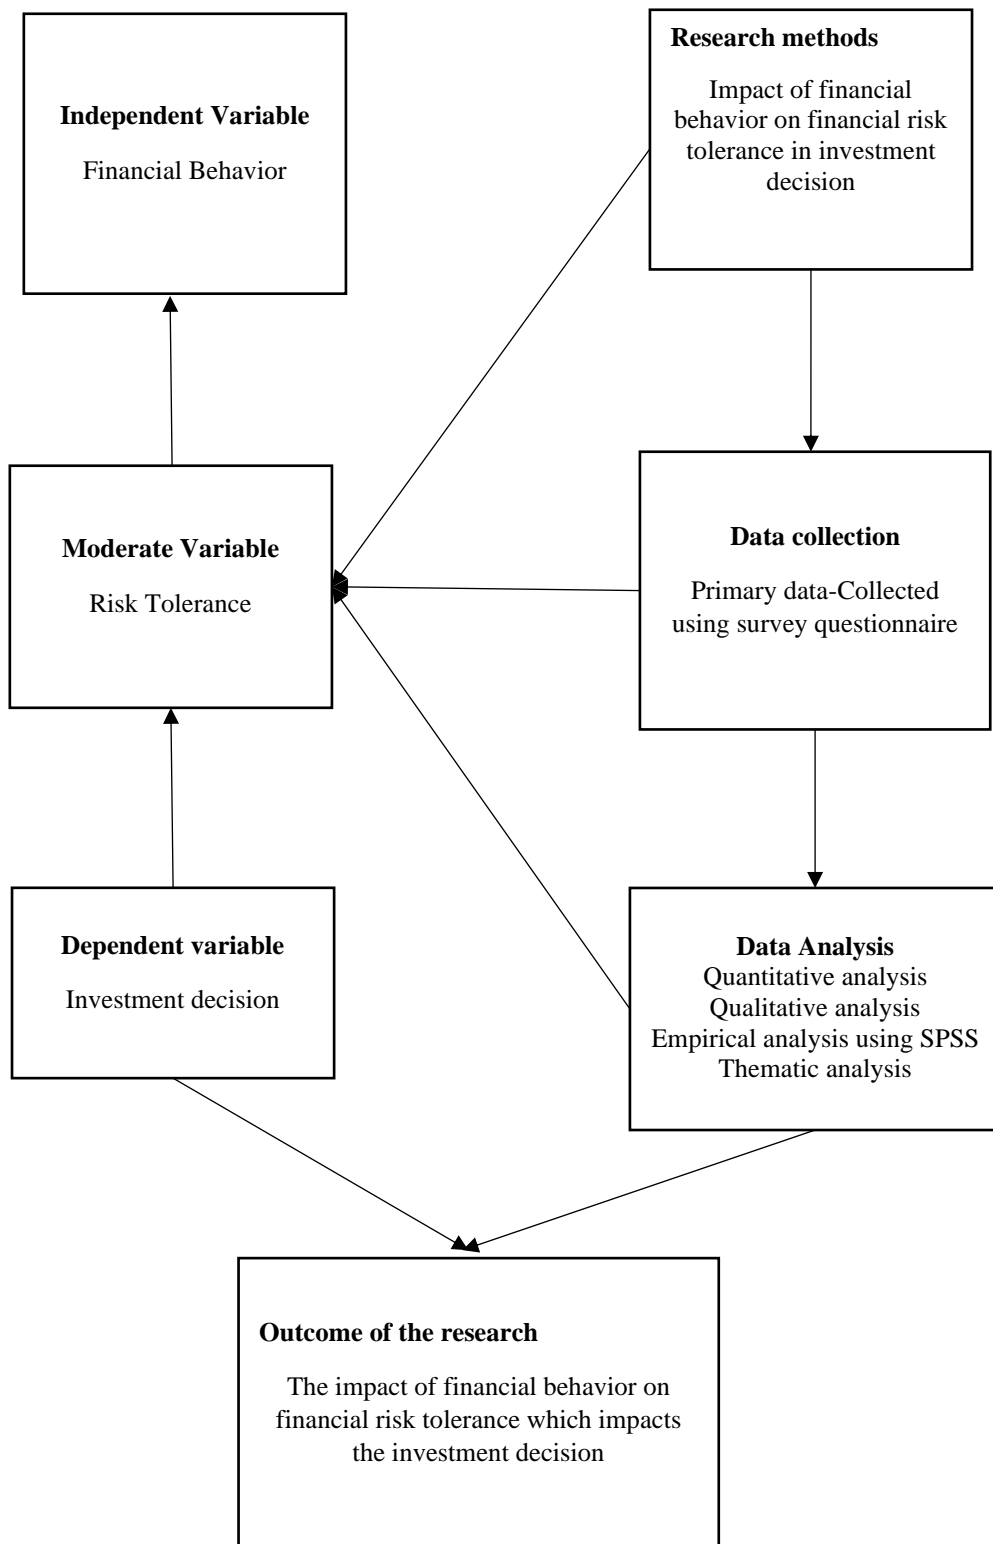 Independent Variable
Financial Behavior
Research methods
Impact of financial
behavior on financial risk
tolerance in investment
decision
Moderate Variable
Risk Tolerance
Data collection
Primary data-Collected
using survey questionnaire
Dependent variable
Investment decision
Data Analysis
Quantitative analysis
Qualitative analysis
Empirical analysis using SPSS
Thematic analysis
Outcome of the research
The impact of financial behavior on
financial risk tolerance which impacts
the investment decision